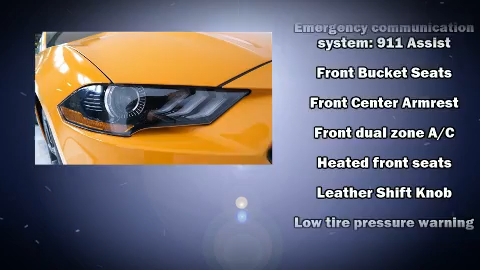 Emergency communication
system: 911 Assist
Front Bucket Seats
Front Center Armrest
Front dual zone A/C
Heated front seats
Leather Shift Knob
Low tire pressure warning